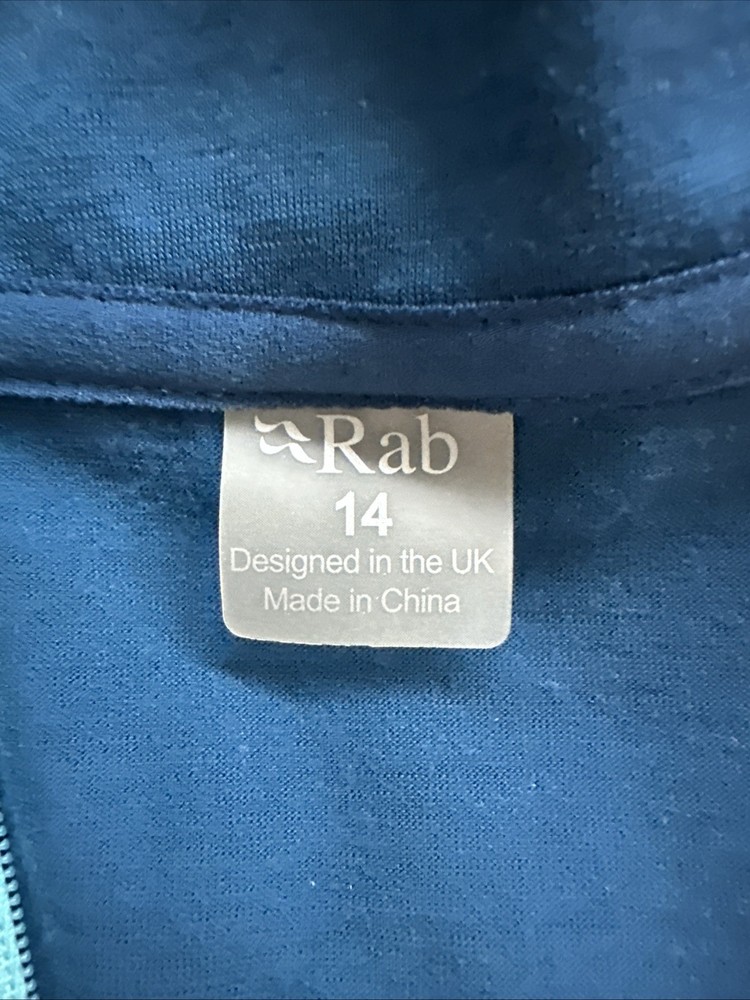 Rab
14
Designed in the UK
Made in China